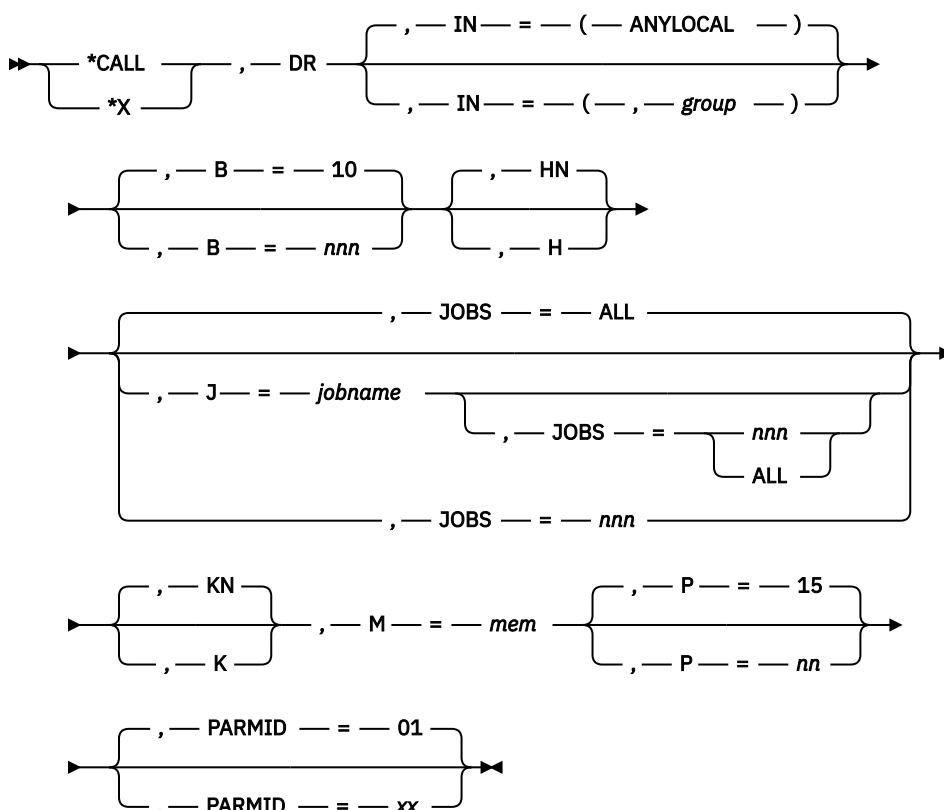 , IN = ( ANYLOCAL )
*CALL , DR
*X , IN = ( , group )
, B = 10 , HN
, B = nnn , H
, JOBS = ALL
, J = jobname
, JOBS = nnn
ALL
, JOBS = nnn
, KN , P = 15
, M = mem
, K , P = nn
, PARMID = 01
, PARMID = xx